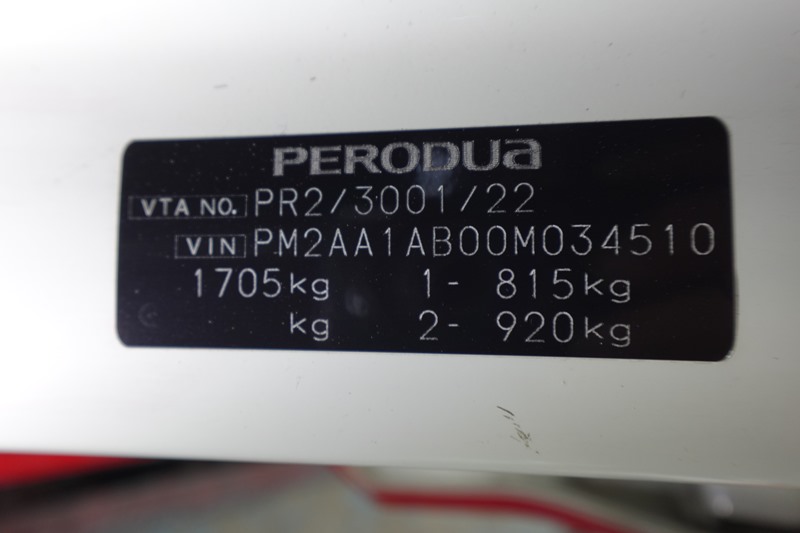 PERODUA
VTA NO. PR2/3001/22
VIN PM2AA1AB00M034510
1705kg 1- 815kg
kg 2- 920kg